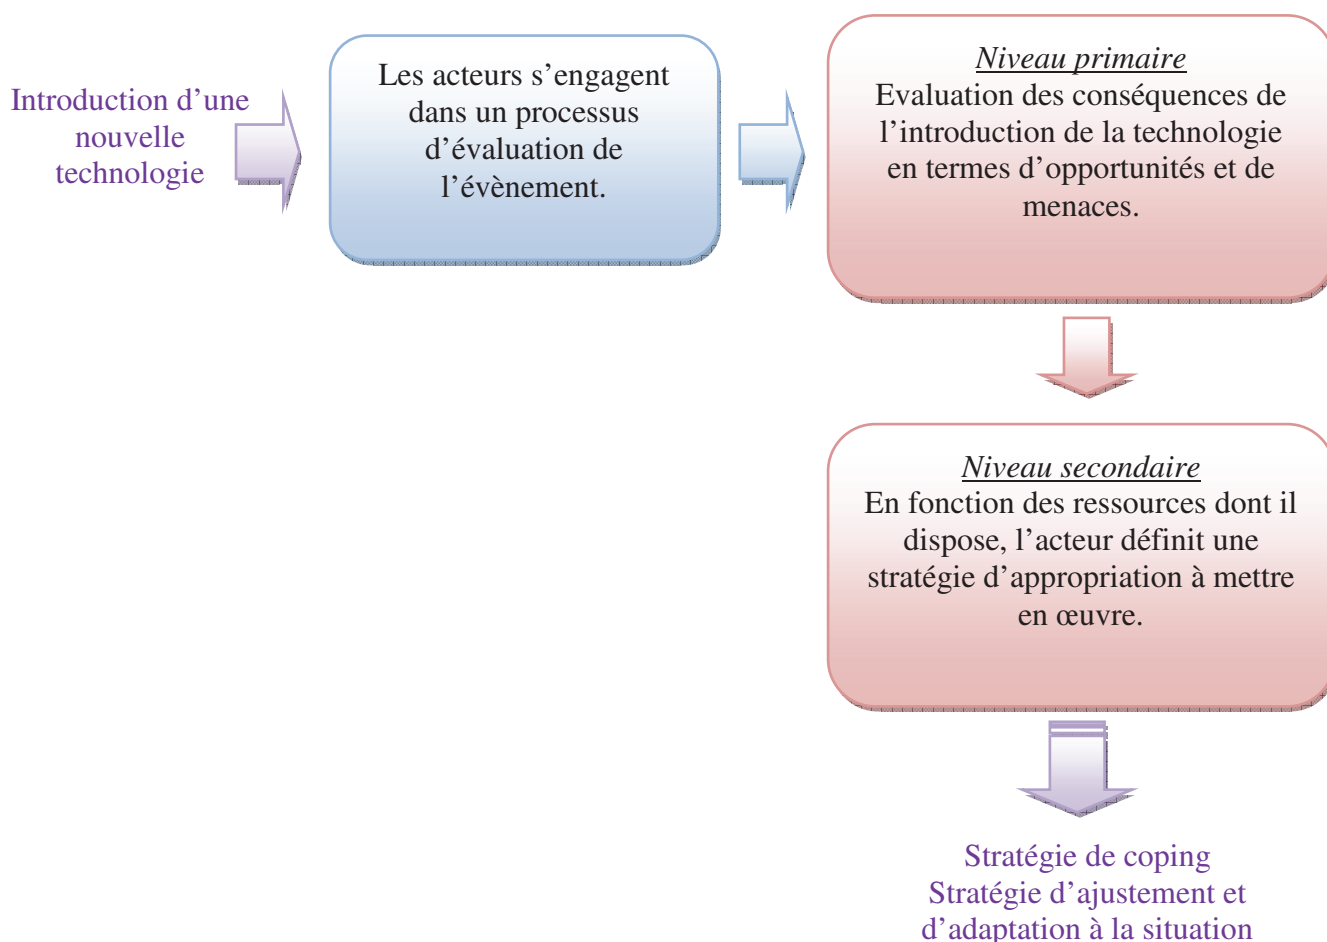 Introduction d’une
nouvelle
technologie
Les acteurs s’engagent
dans un processus
d’évaluation de
l’évènement.
Niveau primaire
Evaluation des conséquences de
l’introduction de la technologie
en termes d’opportunités et de
menaces.
Niveau secondaire
En fonction des ressources dont il
dispose, l’acteur définit une
stratégie d’appropriation à mettre
en œuvre.
Stratégie de coping
Stratégie d’ajustement et
d’adaptation à la situation